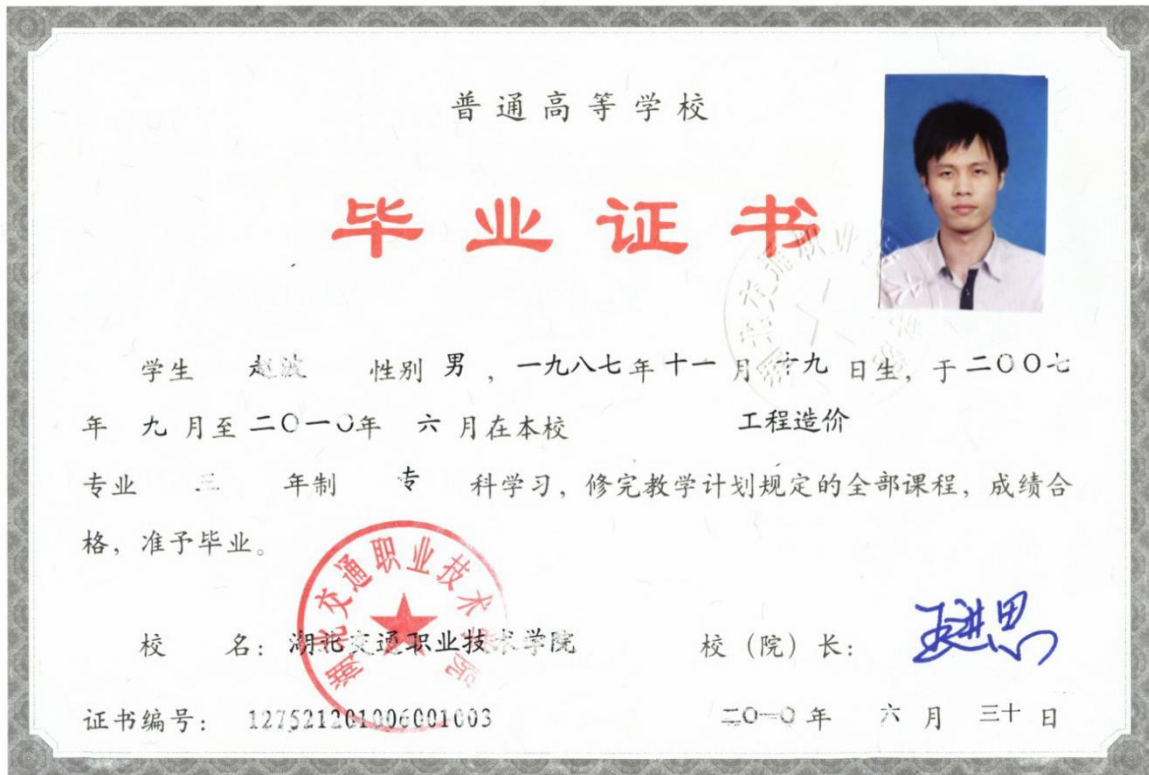 普通高等学校
毕业证书
学生 赵波 性别 男 ，一九八七年十一月十九日生，于二〇〇七
年 九 月至二〇一〇年 六 月在本校 工程造价
专业 三 年制 专 科学习，修完教学计划规定的全部课程，成绩合
格，准予毕业。
湖北交通职业技术学院
校 名：湖北交通职业技术学院 校（院）长：
证书编号： 127521201006001003 二〇一〇年 六 月 三十 日